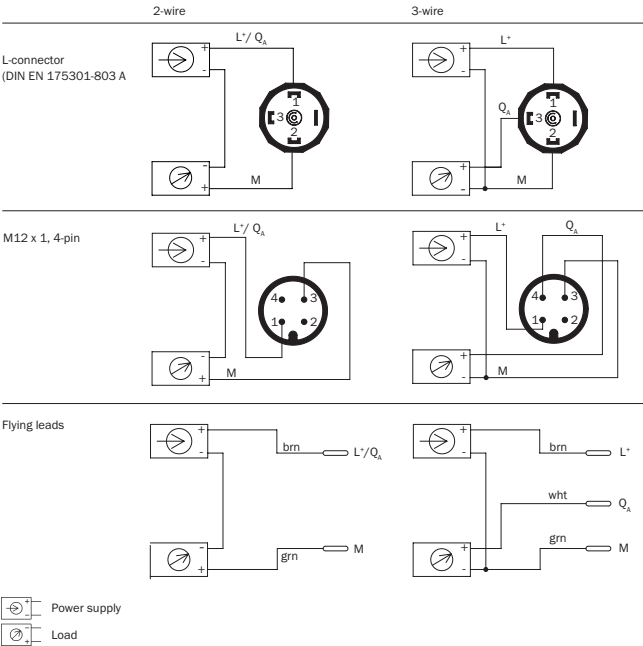 2-wire 3-wire
L-connector
(DIN EN 175301-803 A
L⁺/ Q_A L⁺
+ +
- -
1 1
3 3
Q_A
2 2
- +
+ M - M
M12 x 1, 4-pin
L⁺/ Q_A L⁺ Q_A
+ +
- -
4 3 4 3
1 2 1 2
- +
+ M - M
Flying leads
+ brn L⁺/Q_A + brn L⁺
- -
wht Q_A
- grn M + grn M
+ -
+ Power supply
-
- Load
+